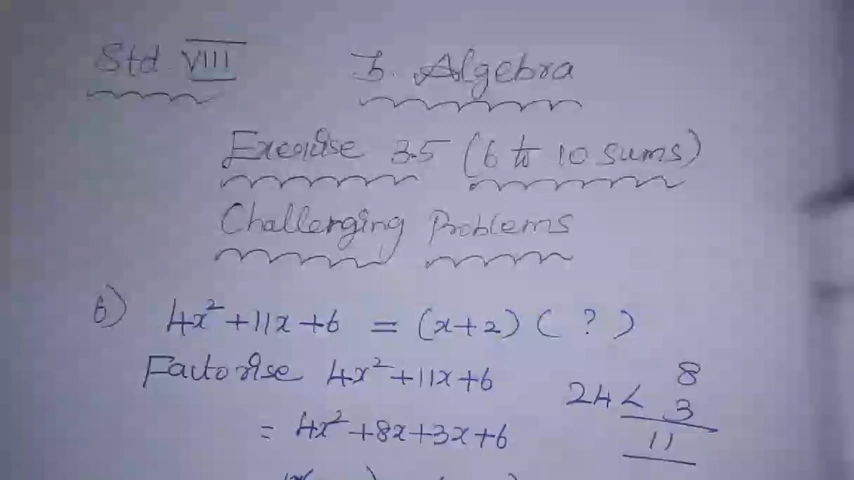 Std VIII
3. Algebra
Exercise 3.5 (6 to 10 sums)
Challenging Problems
6) 4x² + 11x + 6 = (x+2) ( ? )
Factorise 4x² + 11x + 6
24 < 8
3
11
= 4x² + 8x + 3x + 6